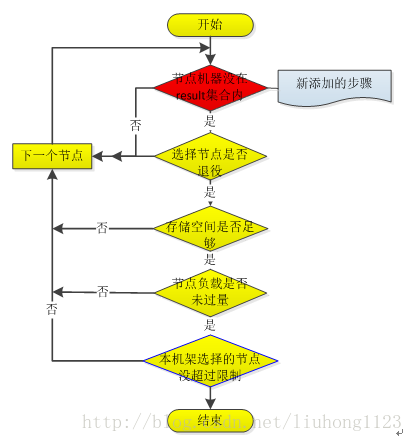 开始
节点机器没在
result集合内
新添加的步骤
否
是
下一个节点
选择节点是否
退役
是
否
存储空间是否足
够
是
否
节点负载是否
未过量
否
是
本机架选择的节点
没超过限制
结束
http://blog.csdn.net/liuhong1123